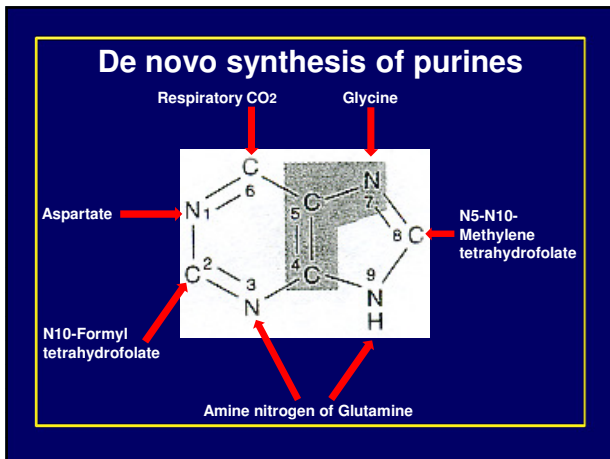 De novo synthesis of purines
Respiratory CO2
Glycine
C
6
N
7
N
1
5
C
Aspartate
8
C
N5-N10-
Methylene
tetrahydrofolate
C
2
3
N
4
C
9
N
H
N10-Formyl
tetrahydrofolate
Amine nitrogen of Glutamine